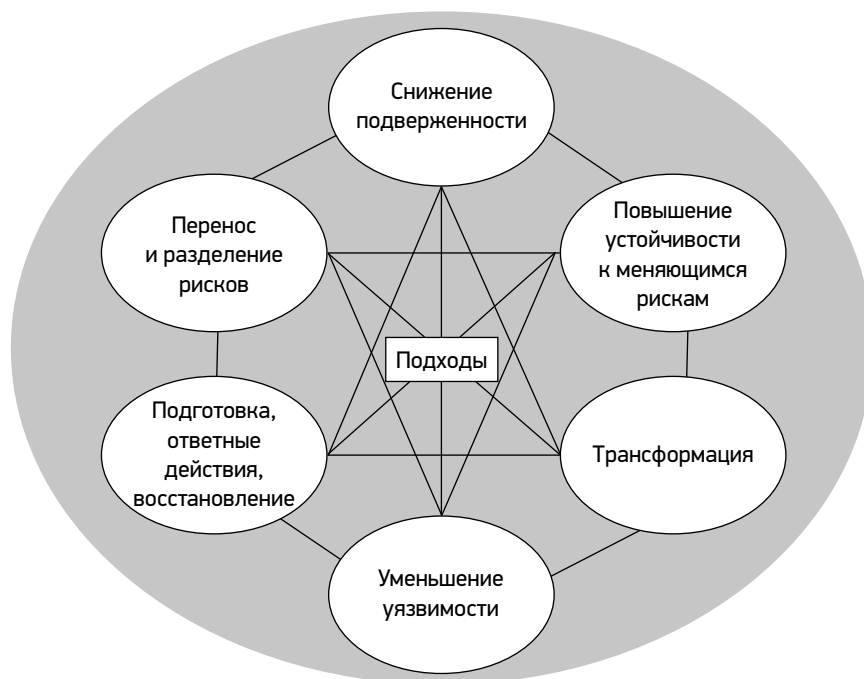 Снижение
подверженности
Перенос
и разделение
рисков
Повышение
устойчивости
к меняющимся
рискам
Подходы
Подготовка,
ответные
действия,
восстановление
Трансформация
Уменьшение
уязвимости